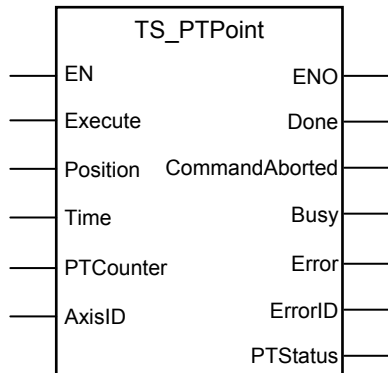 TS_PTPoint
EN ENO
Execute Done
Position CommandAborted
Time Busy
PTCounter Error
AxisID ErrorID
PTStatus